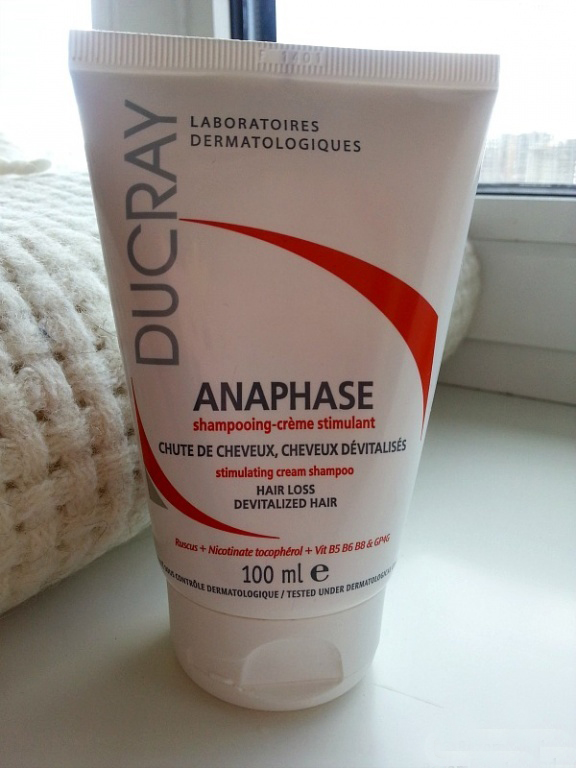 DUCRAY
LABORATOIRES
DERMATOLOGIQUES
ANAPHASE
shampooing-crème stimulant
CHUTE DE CHEVEUX, CHEVEUX DÉVITALISÉS
stimulating cream shampoo
HAIR LOSS
DEVITALIZED HAIR
Ruscus + Nicotinate tocophérol + Vit B5 B6 B8 & GP4G
100 ml e
CONTRÔLE DERMATOLOGIQUE / TESTED UNDER